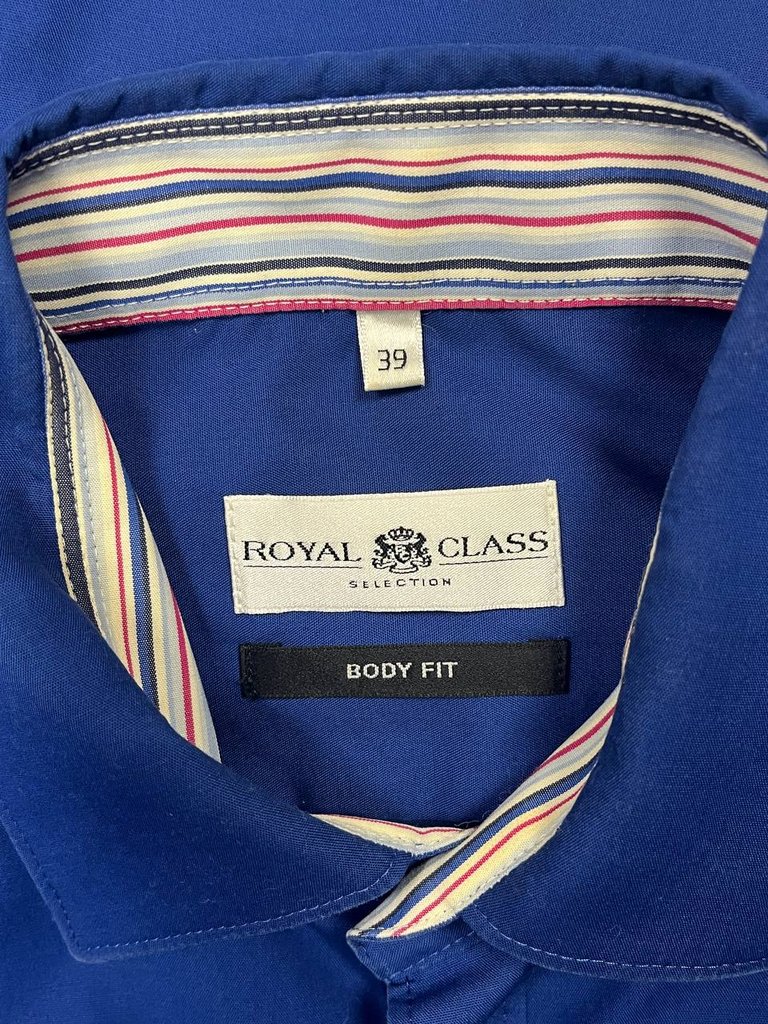 39
ROYAL CLASS
SELECTION
BODY FIT